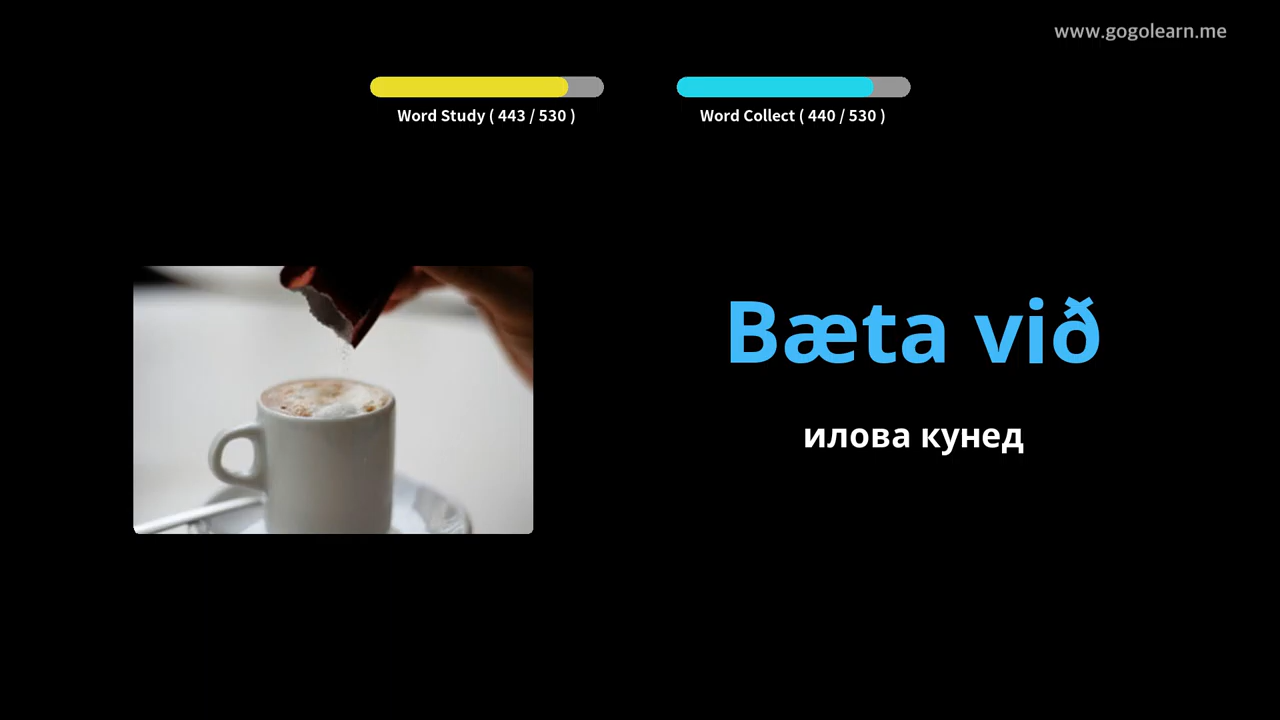 www.gogolearn.me
Word Study ( 443 / 530 )
Word Collect ( 440 / 530 )
Bæta við
илова кунед